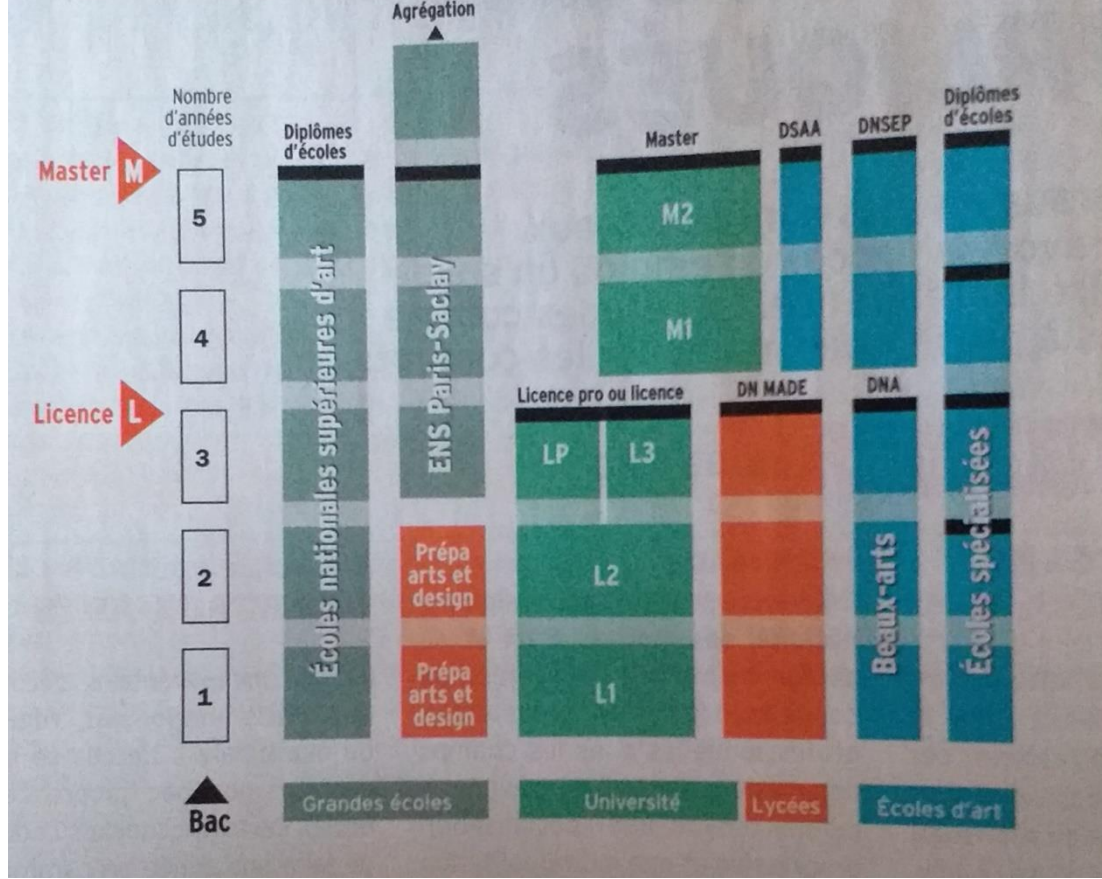 Agrégation
Nombre
d'années
d'études
Diplômes
d'écoles
Master
DSAA
DNSEP
Diplômes
d'écoles
Master M
5
M2
4
M1
Licence L
Licence pro ou licence
DN MADE
DNA
3
LP
L3
2
Prépa
arts et
design
L2
1
Prépa
arts et
design
L1
Écoles nationales supérieures d'art
ENS Paris-Saclay
Beaux-arts
Écoles spécialisées
Bac
Grandes écoles
Université
Lycées
Écoles d'art